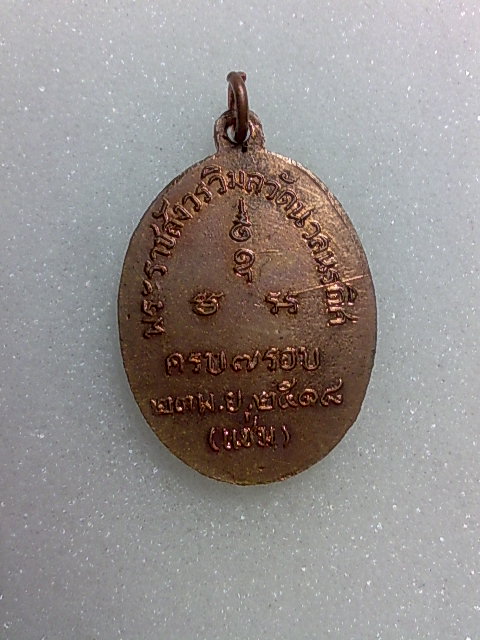 พระราชสังวรวิมล วัดนวลนรดิศ
ครบ ๗ รอบ
๒๓ ม.ย. ๒๕๑๘